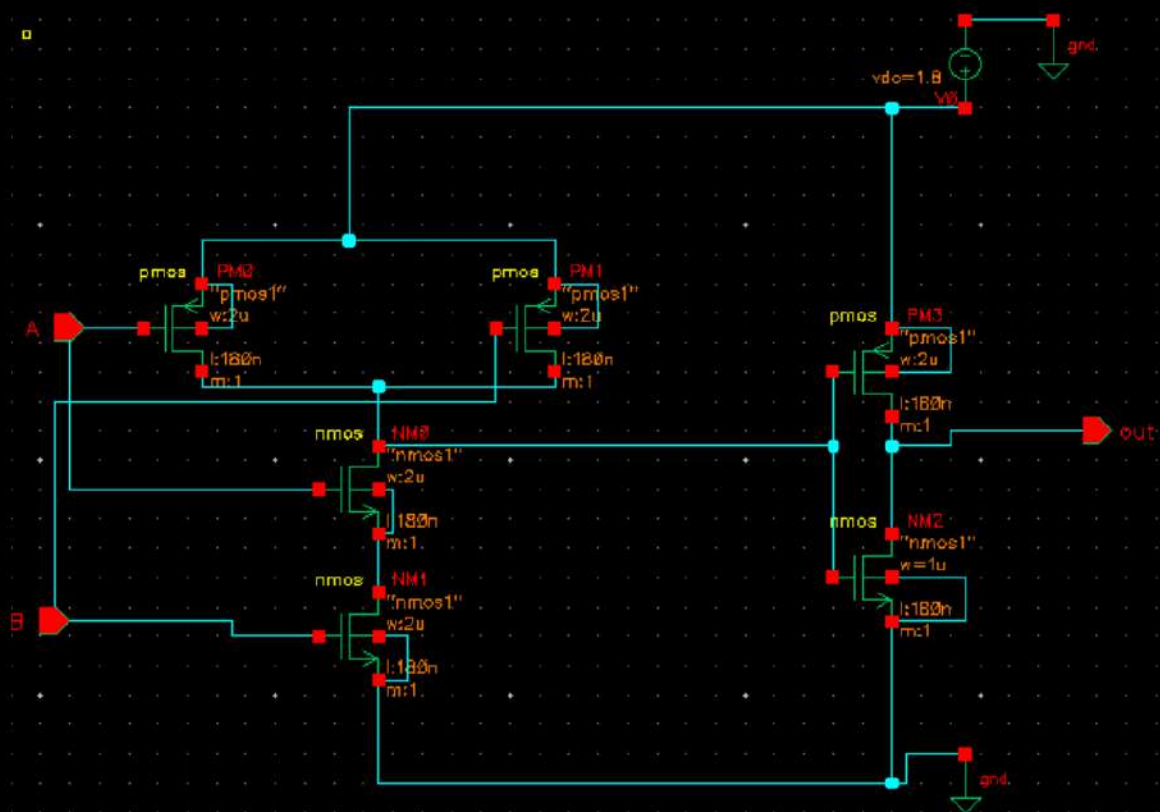 gnd
vdc=1.8
V0
pmos PM0
"pmos1"
w:2u
l:180n
m:1
pmos PM1
"pmos1"
w:2u
l:180n
m:1
A
pmos PM3
"pmos1"
w:2u
l:180n
m:1
out
nmos NM0
"nmos1"
w:2u
l:180n
m:1
nmos NM2
"nmos1"
w=1u
l:180n
m:1
nmos NM1
"nmos1"
w:2u
l:180n
m:1
B
gnd